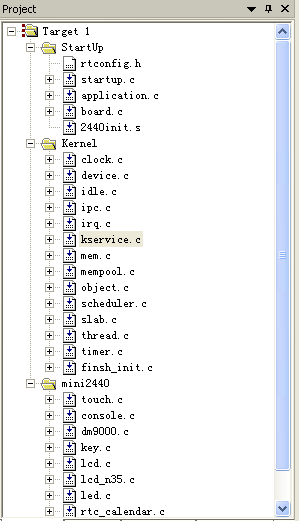 Project
Target 1
StartUp
rtconfig.h
startup.c
application.c
board.c
2440init.s
Kernel
clock.c
device.c
idle.c
ipc.c
irq.c
kservice.c
mem.c
mempool.c
object.c
scheduler.c
slab.c
thread.c
timer.c
finsh_init.c
mini2440
touch.c
console.c
dm9000.c
key.c
lcd.c
lcd_n35.c
led.c
rtc_calendar.c